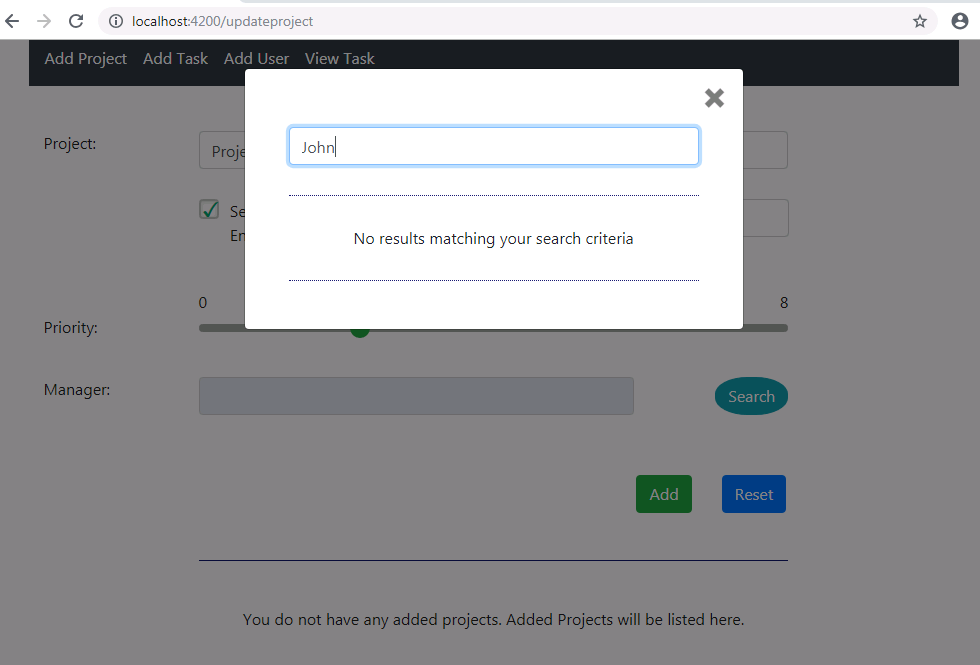 localhost:4200/updateproject
Add Project Add Task Add User View Task
John
Project:
No results matching your search criteria
0 8
Priority:
Manager:
Search
Add Reset
You do not have any added projects. Added Projects will be listed here.